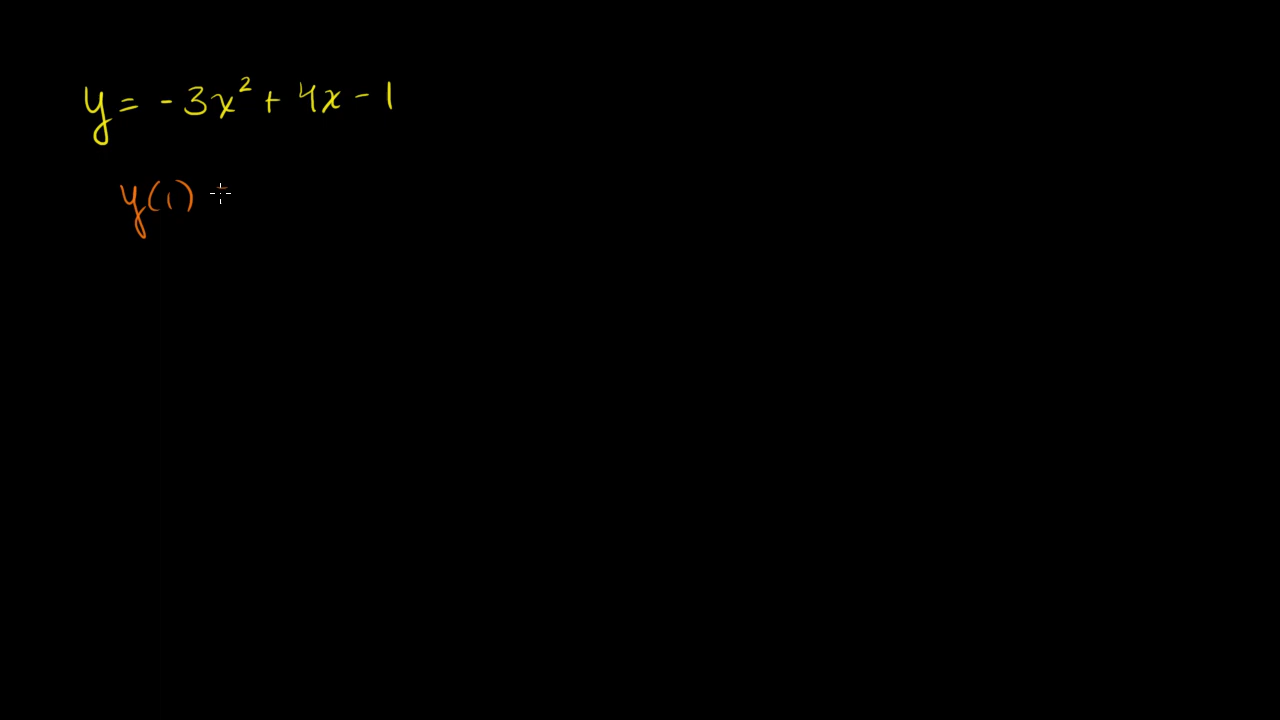 y = -3x² + 4x - 1
y(1)